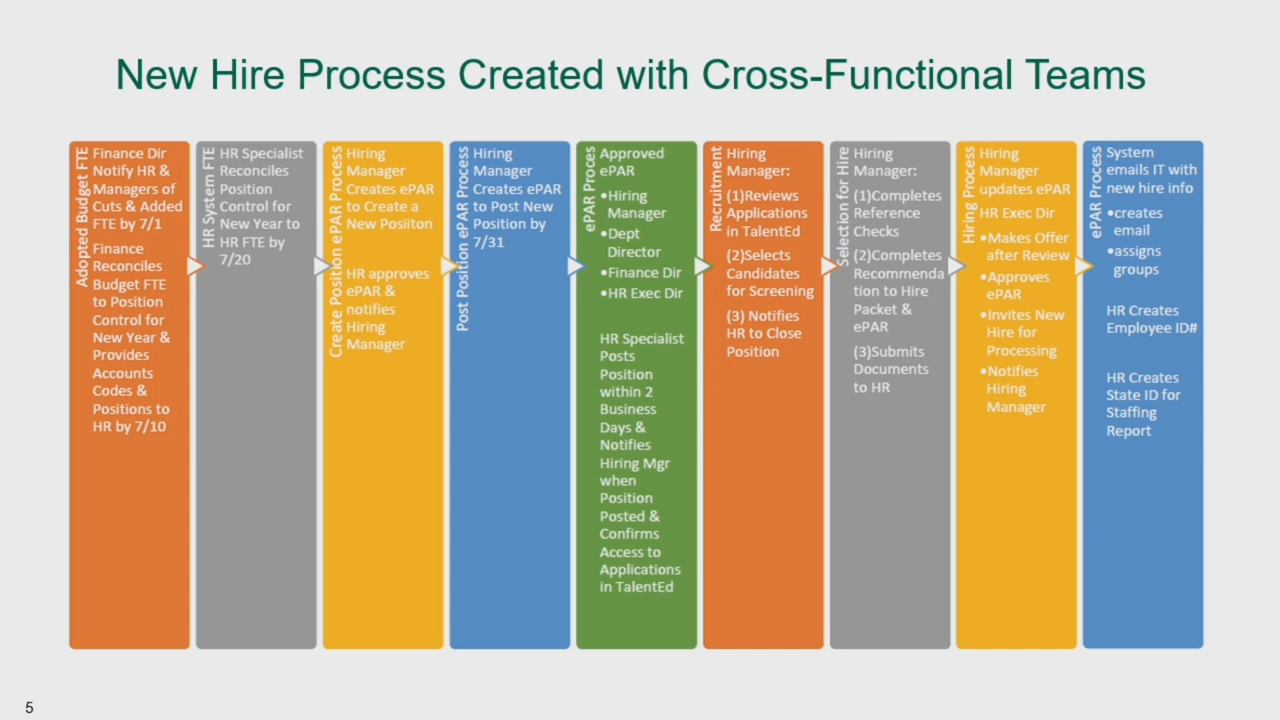 New Hire Process Created with Cross-Functional Teams
Adopted Budget FTE
Finance Dir
Notify HR &
Managers of
Cuts & Added
FTE by 7/1
Finance
Reconciles
Budget FTE
to Position
Control for
New Year &
Provides
Accounts
Codes &
Positions to
HR by 7/10
HR System FTE
HR Specialist
Reconciles
Position
Control for
New Year to
HR FTE by
7/20
Create Position ePAR Process
Hiring
Manager
Creates ePAR
to Create a
New Posiiton
HR approves
ePAR &
notifies
Hiring
Manager
Post Position ePAR Process
Hiring
Manager
Creates ePAR
to Post New
Position by
7/31
ePAR Proces
Approved
ePAR
•Hiring
Manager
•Dept
Director
•Finance Dir
•HR Exec Dir
HR Specialist
Posts
Position
within 2
Business
Days &
Notifies
Hiring Mgr
when
Position
Posted &
Confirms
Access to
Applications
in TalentEd
Recruitment
Hiring
Manager:
(1)Reviews
Applications
in TalentEd
(2)Selects
Candidates
for Screening
(3) Notifies
HR to Close
Position
Selection for Hire
Hiring
Manager:
(1)Completes
Reference
Checks
(2)Completes
Recommenda
tion to Hire
Packet &
ePAR
(3)Submits
Documents
to HR
Hiring Process
Hiring
Manager
updates ePAR
HR Exec Dir
•Makes Offer
after Review
•Approves
ePAR
•Invites New
Hire for
Processing
•Notifies
Hiring
Manager
ePAR Process
System
emails IT with
new hire info
•creates
email
•assigns
groups
HR Creates
Employee ID#
HR Creates
State ID for
Staffing
Report
5